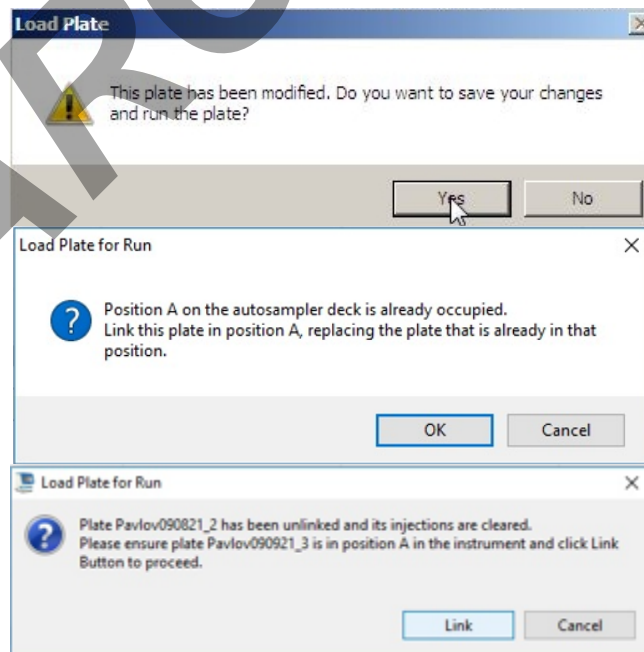 Load Plate
This plate has been modified. Do you want to save your changes
and run the plate?
Yes
No
Load Plate for Run
Position A on the autosampler deck is already occupied.
Link this plate in position A, replacing the plate that is already in that
position.
OK
Cancel
Load Plate for Run
Plate Pavlov090821_2 has been unlinked and its injections are cleared.
Please ensure plate Pavlov090921_3 is in position A in the instrument and click Link
Button to proceed.
Link
Cancel